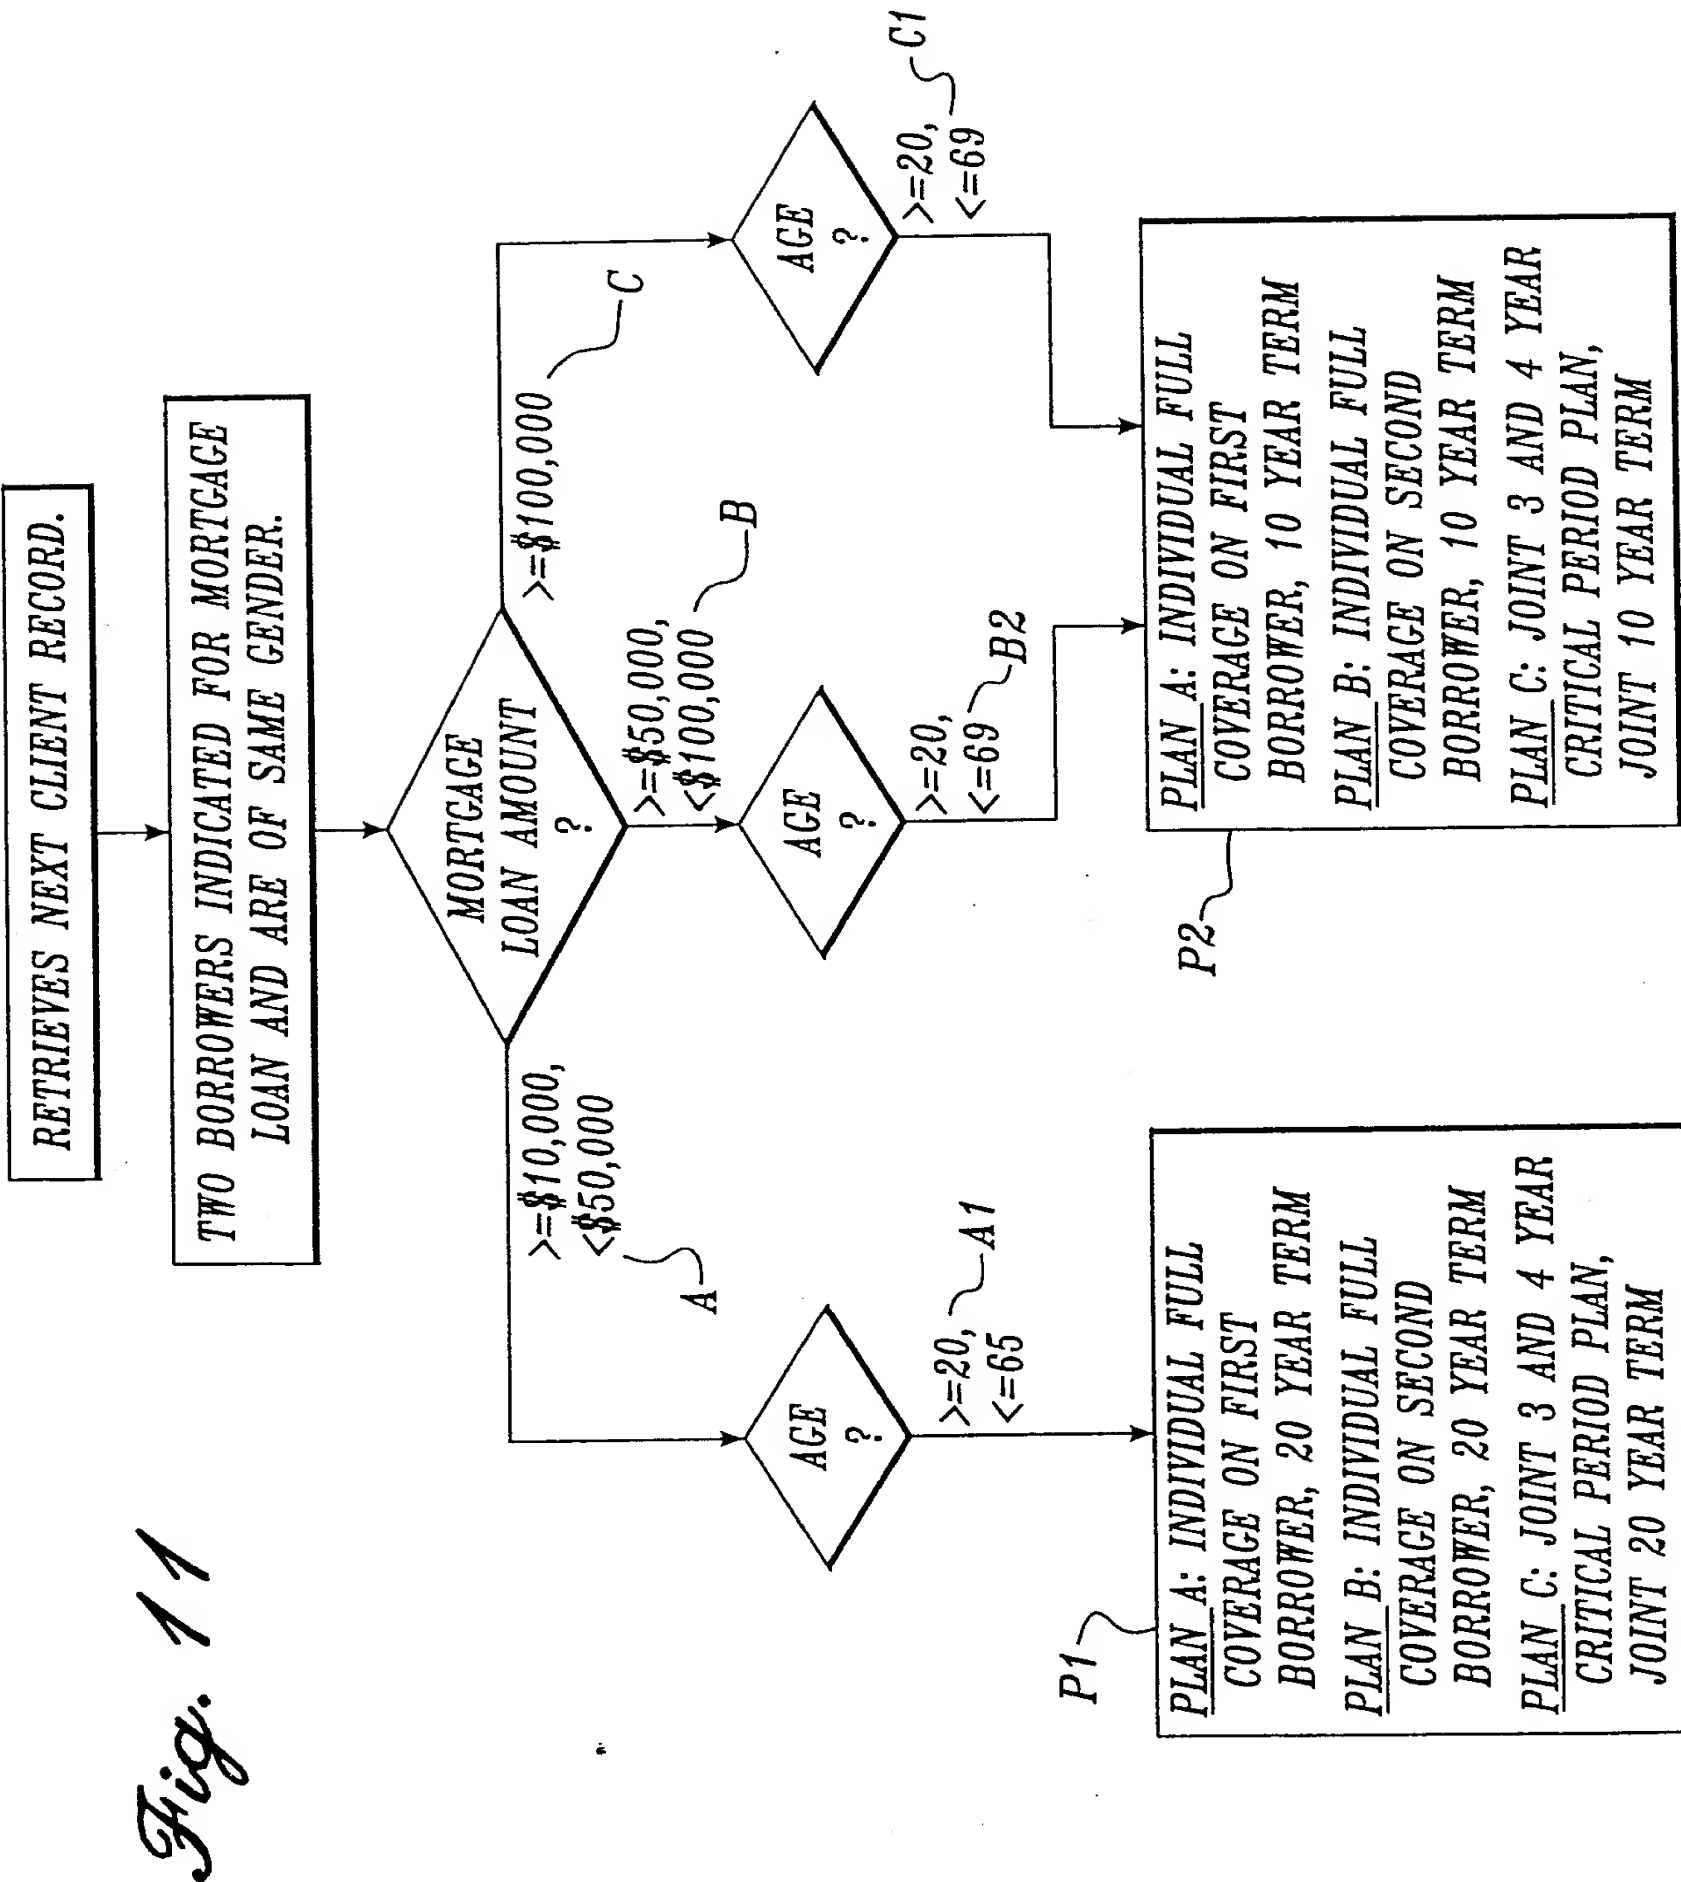 RETRIEVES NEXT CLIENT RECORD.
TWO BORROWERS INDICATED FOR MORTGAGE
LOAN AND ARE OF SAME GENDER.
MORTGAGE
LOAN AMOUNT
?
>=$10,000,
<$50,000
A
>=$50,000,
<$100,000
B
>=$100,000
C
AGE
?
>=20,
<=65
A1
AGE
?
>=20,
<=69
B2
AGE
?
>=20,
<=69
C1
P1
PLAN A: INDIVIDUAL FULL
COVERAGE ON FIRST
BORROWER, 20 YEAR TERM
PLAN B: INDIVIDUAL FULL
COVERAGE ON SECOND
BORROWER, 20 YEAR TERM
PLAN C: JOINT 3 AND 4 YEAR
CRITICAL PERIOD PLAN,
JOINT 20 YEAR TERM
P2
PLAN A: INDIVIDUAL FULL
COVERAGE ON FIRST
BORROWER, 10 YEAR TERM
PLAN B: INDIVIDUAL FULL
COVERAGE ON SECOND
BORROWER, 10 YEAR TERM
PLAN C: JOINT 3 AND 4 YEAR
CRITICAL PERIOD PLAN,
JOINT 10 YEAR TERM
Fig. 11